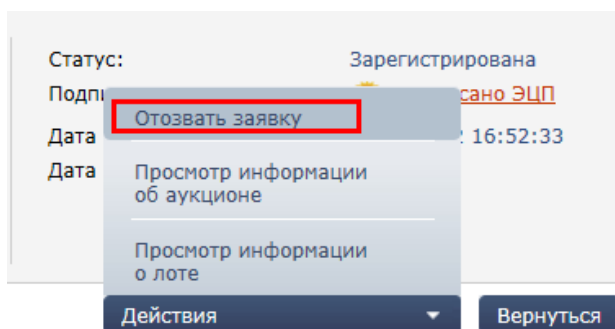 Статус: Зарегистрирована
сано ЭЦП
Отозвать заявку
Дата 16:52:33
Дата Просмотр информации
об аукционе
Просмотр информации
о лоте
Действия Вернуться